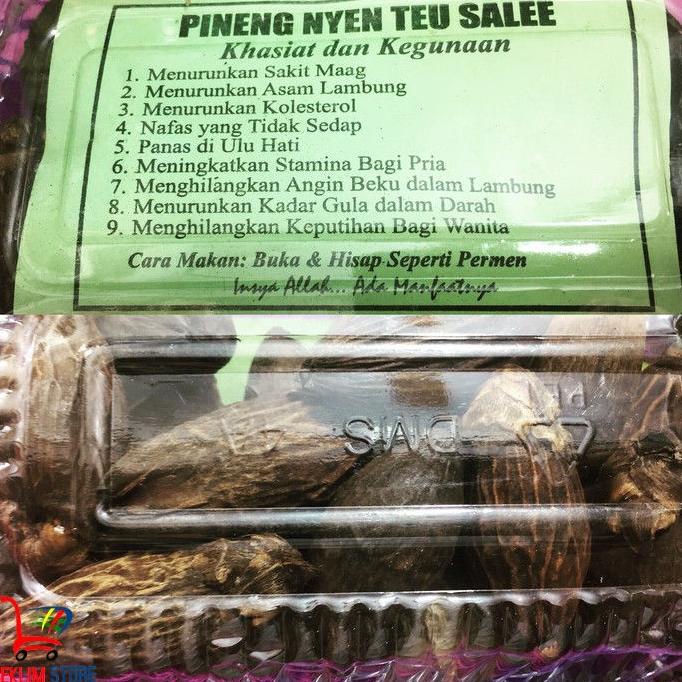 PINENG NYEN TEU SALEE
Khasiat dan Kegunaan
1. Menurunkan Sakit Maag
2. Menurunkan Asam Lambung
3. Menurunkan Kolesterol
4. Nafas yang Tidak Sedap
5. Panas di Ulu Hati
6. Meningkatkan Stamina Bagi Pria
7. Menghilangkan Angin Beku dalam Lambung
8. Menurunkan Kadar Gula dalam Darah
9. Menghilangkan Keputihan Bagi Wanita
Cara Makan: Buka & Hisap Seperti Permen
Insya Allah... Ada Manfaatnya
DMS
EKLIM STORE